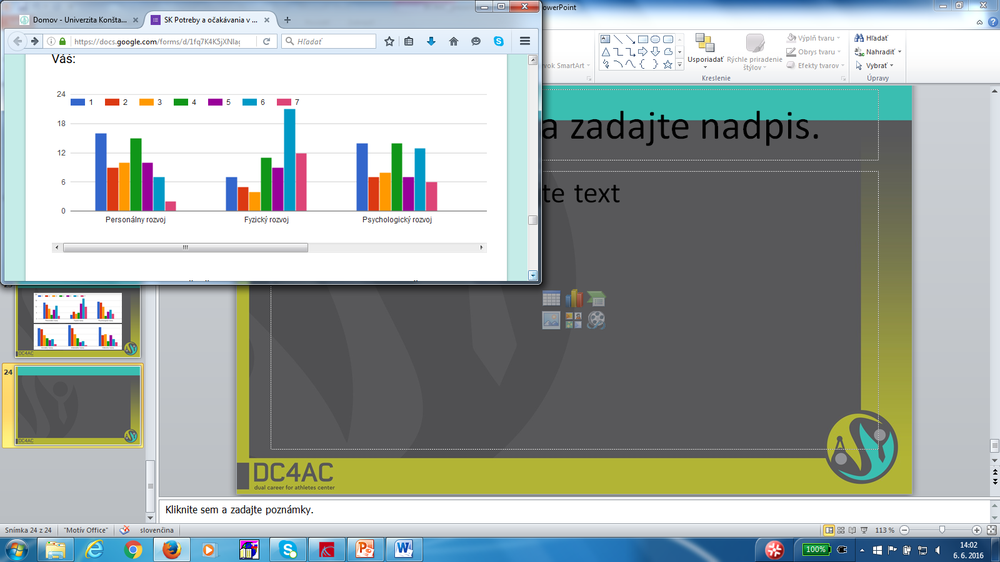 PowerPoint
Domov - Univerzita Konšta...
SK Potreby a očakávania v ...
https://docs.google.com/forms/d/1fq7K4K5jXNlag
Hľadať
Váš:
24
18
12
6
0
1 2 3 4 5 6 7
Personálny rozvoj
Fyzický rozvoj
Psychologický rozvoj
vok SmartArt
Usporiadať
Rýchle priradenie
štýlov
Výplň tvaru
Obrys tvaru
Efekty tvarov
Kreslenie
Hľadať
Nahradiť
Vybrať
Úpravy
a zadajte nadpis.
te text
DC4AC
24
DC4AC
DC4AC
dual career for athletes center
Kliknite sem a zadajte poznámky.
Snímka 24 z 24
"Motív Office"
slovenčina
113 %
100%
14:02
6. 6. 2016